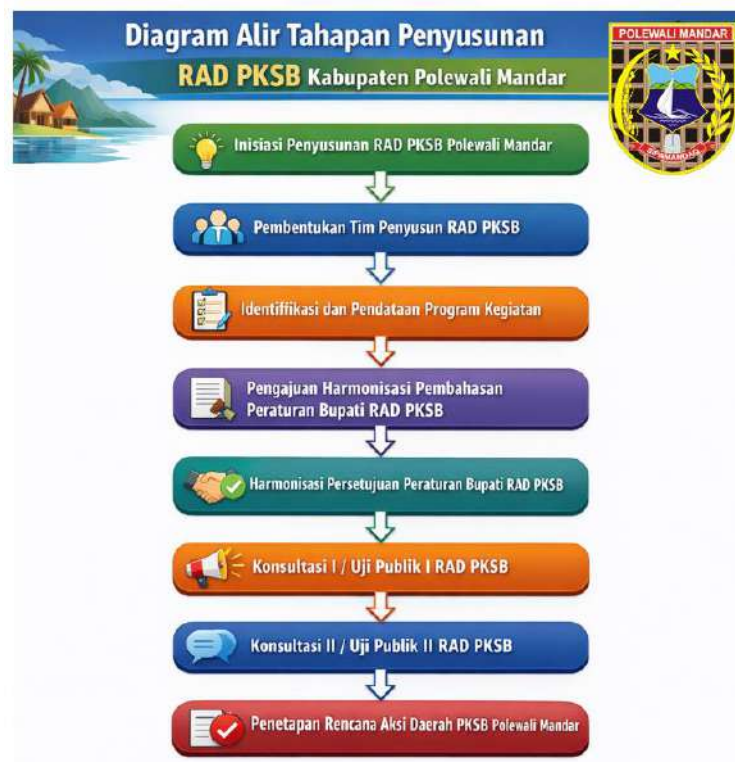 Diagram Alir Tahapan Penyusunan
RAD PKSB Kabupaten Polewali Mandar
POLEWALI MANDAR
SIPAMANDAQ
Inisiasi Penyusunan RAD PKSB Polewali Mandar
Pembentukan Tim Penyusun RAD PKSB
Identiffikasi dan Pendataan Program Kegiatan
Pengajuan Harmonisasi Pembahasan
Peraturan Bupati RAD PKSB
Harmonisasi Persetujuan Peraturan Bupati RAD PKSB
Konsultasi I / Uji Publik I RAD PKSB
Konsultasi II / Uji Publik II RAD PKSB
Penetapan Rencana Aksi Daerah PKSB Polewali Mandar